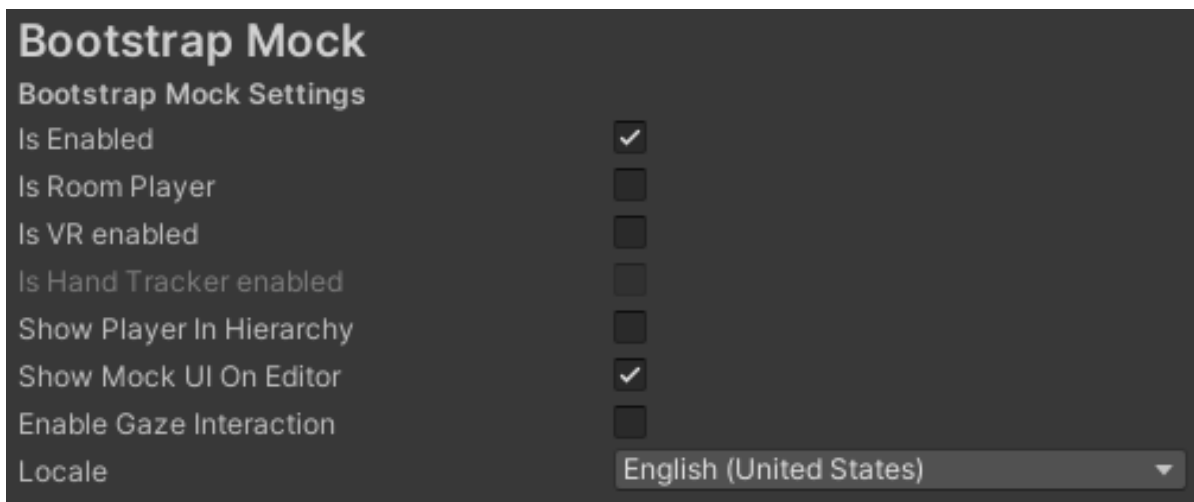 Bootstrap Mock
Bootstrap Mock Settings
Is Enabled
Is Room Player
Is VR enabled
Is Hand Tracker enabled
Show Player In Hierarchy
Show Mock UI On Editor
Enable Gaze Interaction
Locale English (United States)